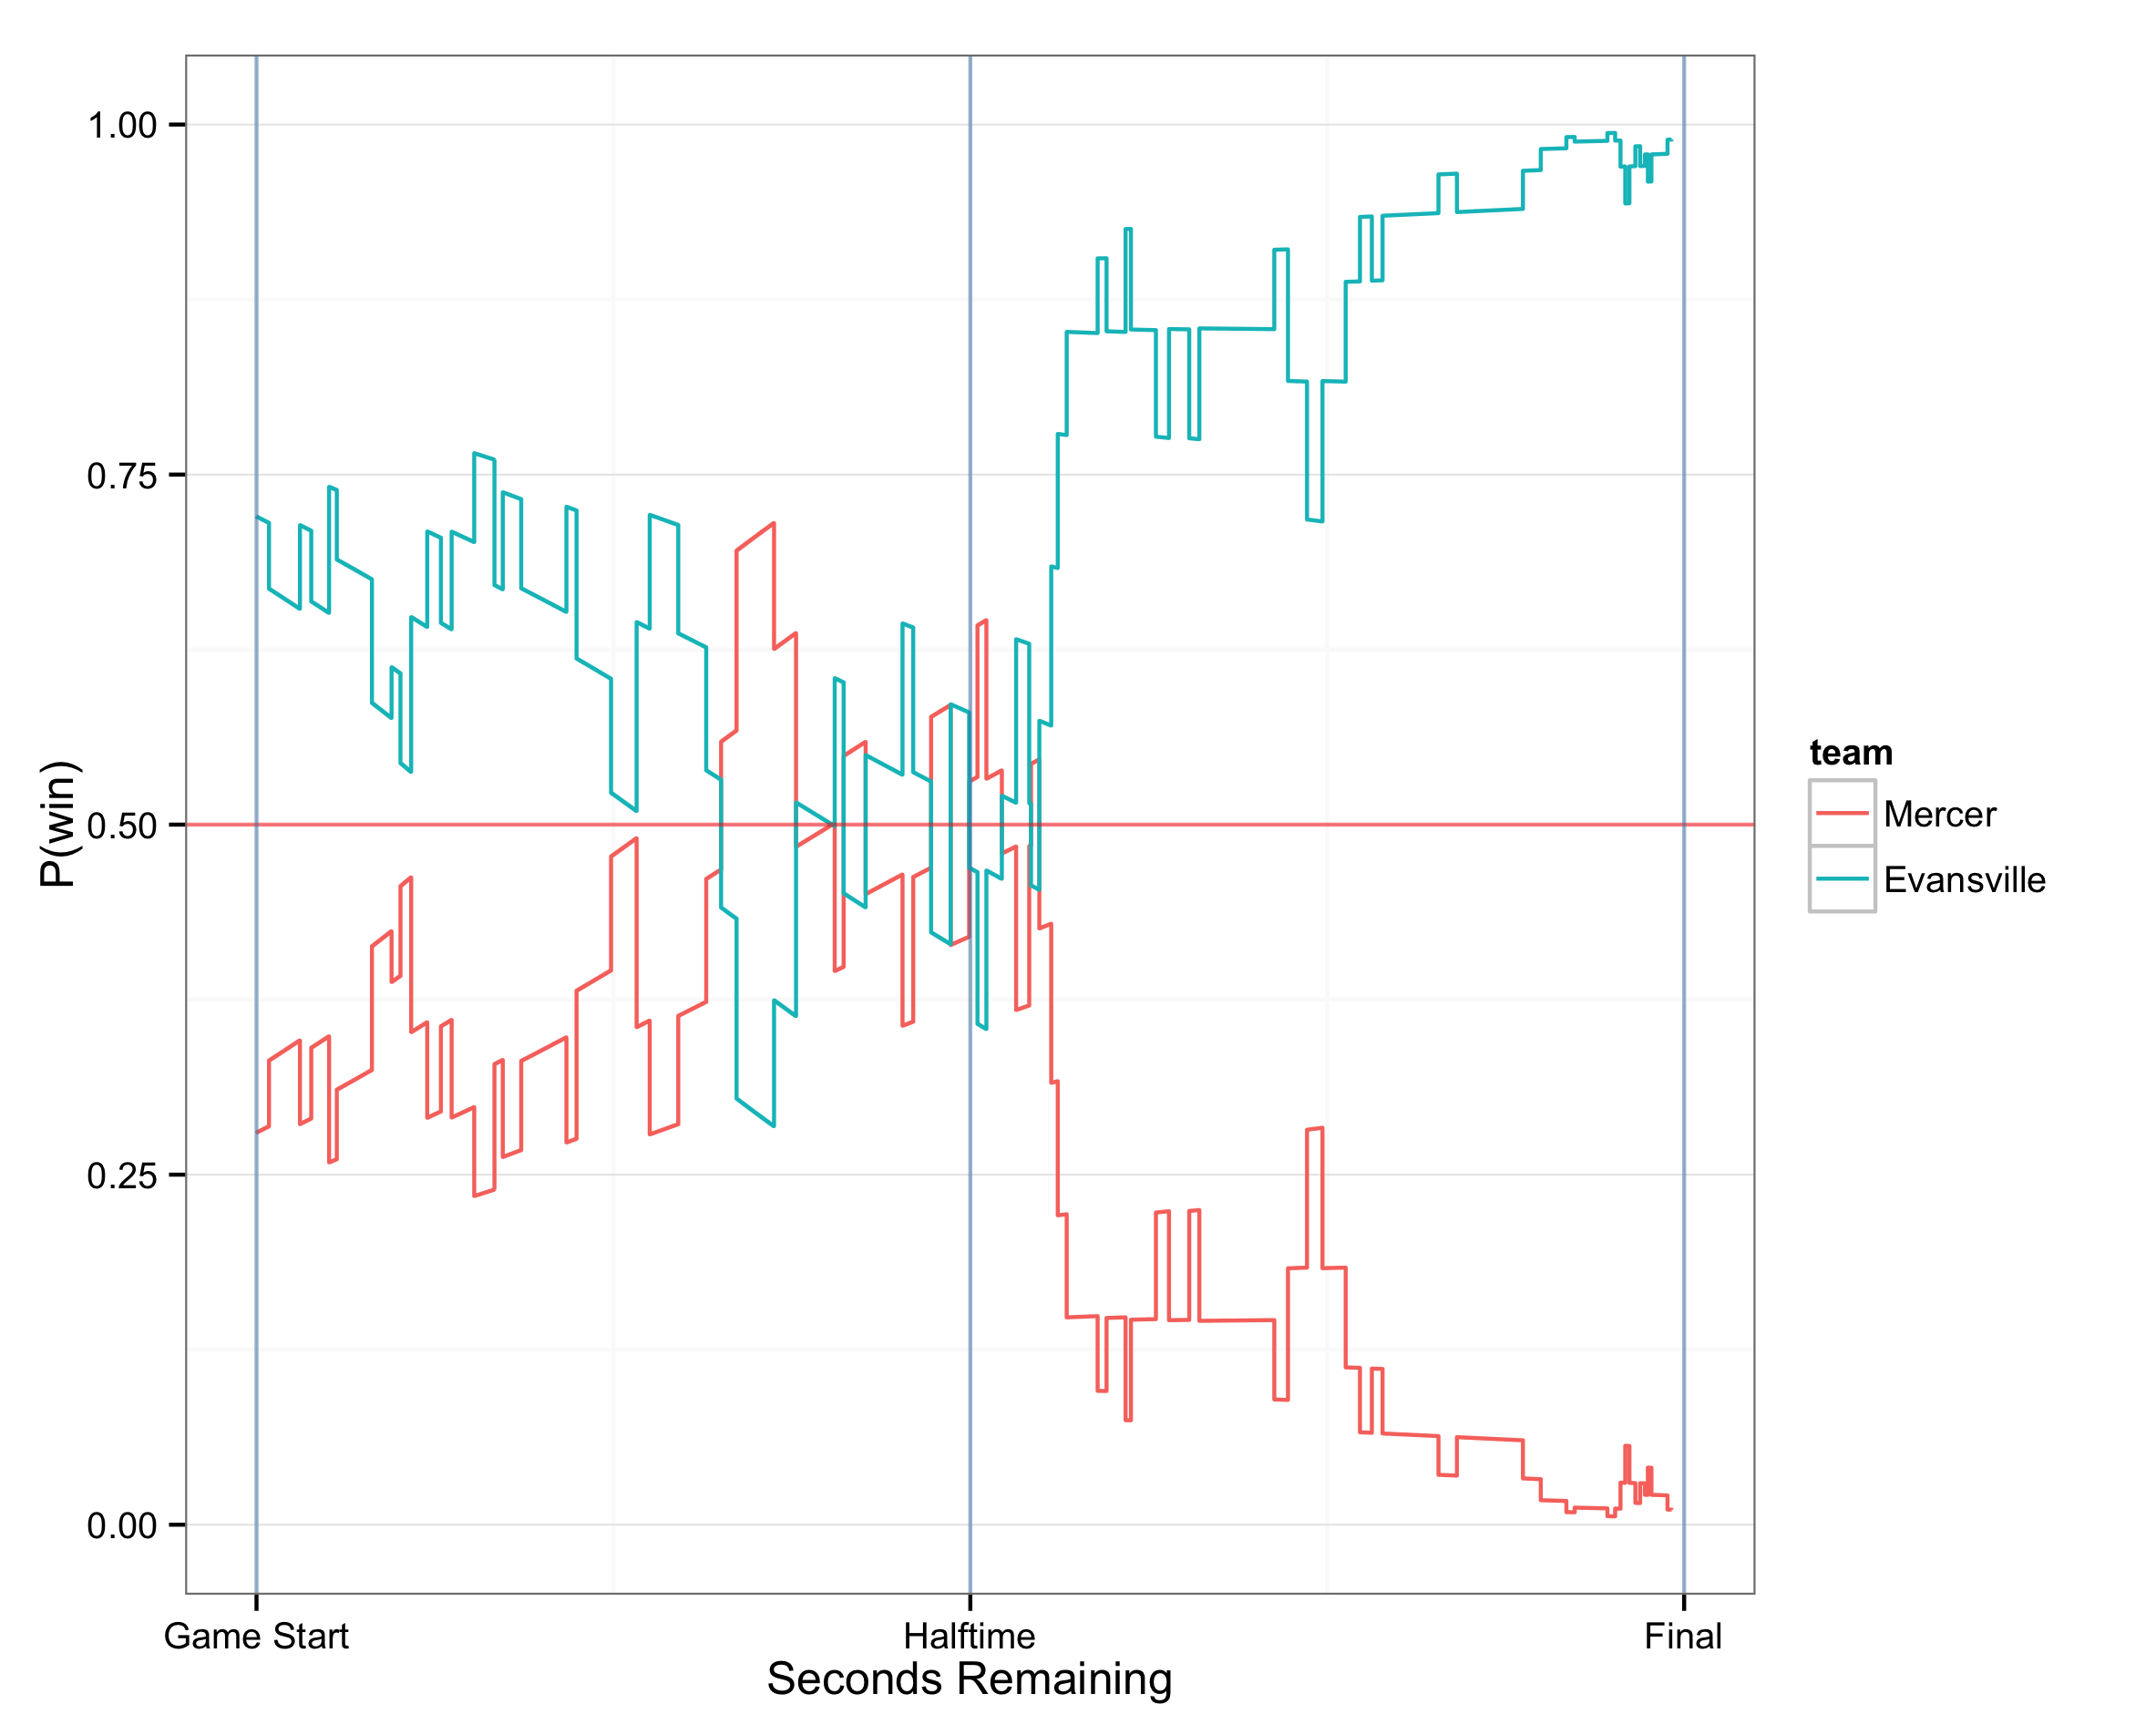 1.00
0.75
0.50
0.25
0.00
P(win)
Game Start
Halftime
Final
Seconds Remaining
team
Mercer
Evansville